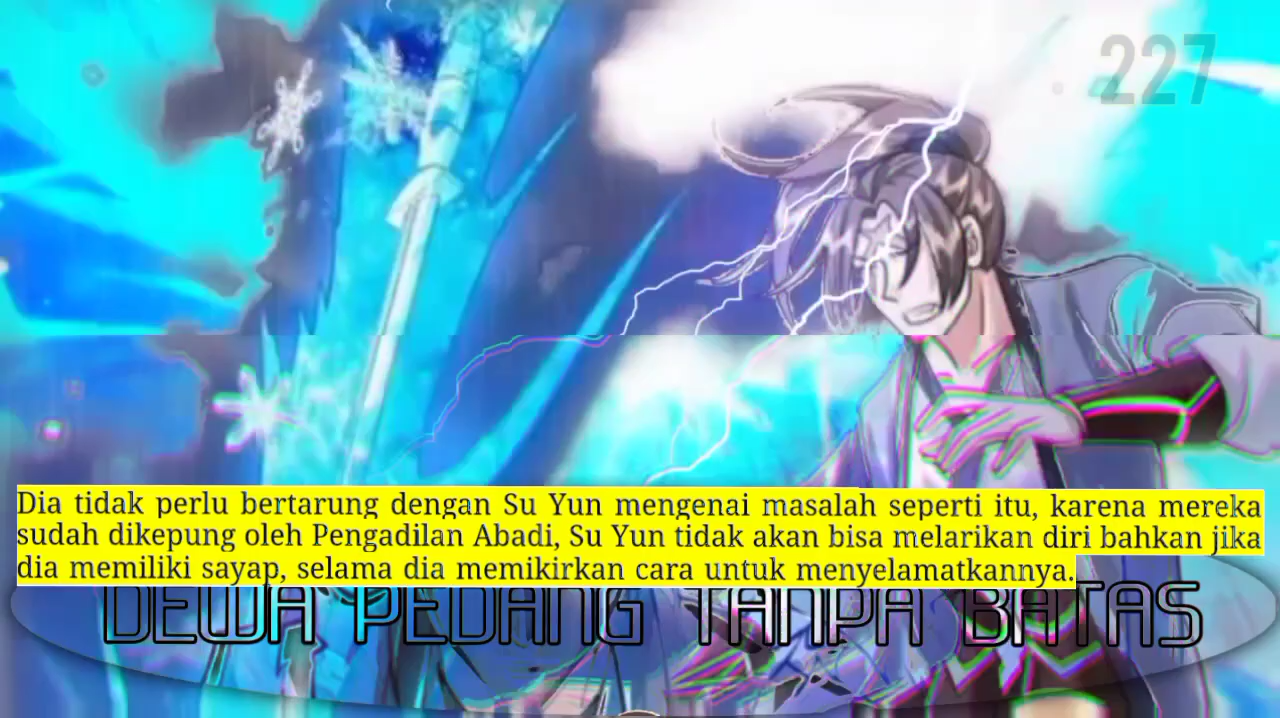 227
Dia tidak perlu bertarung dengan Su Yun mengenai masalah seperti itu, karena mereka
sudah dikepung oleh Pengadilan Abadi, Su Yun tidak akan bisa melarikan diri bahkan jika
dia memiliki sayap, selama dia memikirkan cara untuk menyelamatkannya.
DEWA PEDANG TANPA BATAS